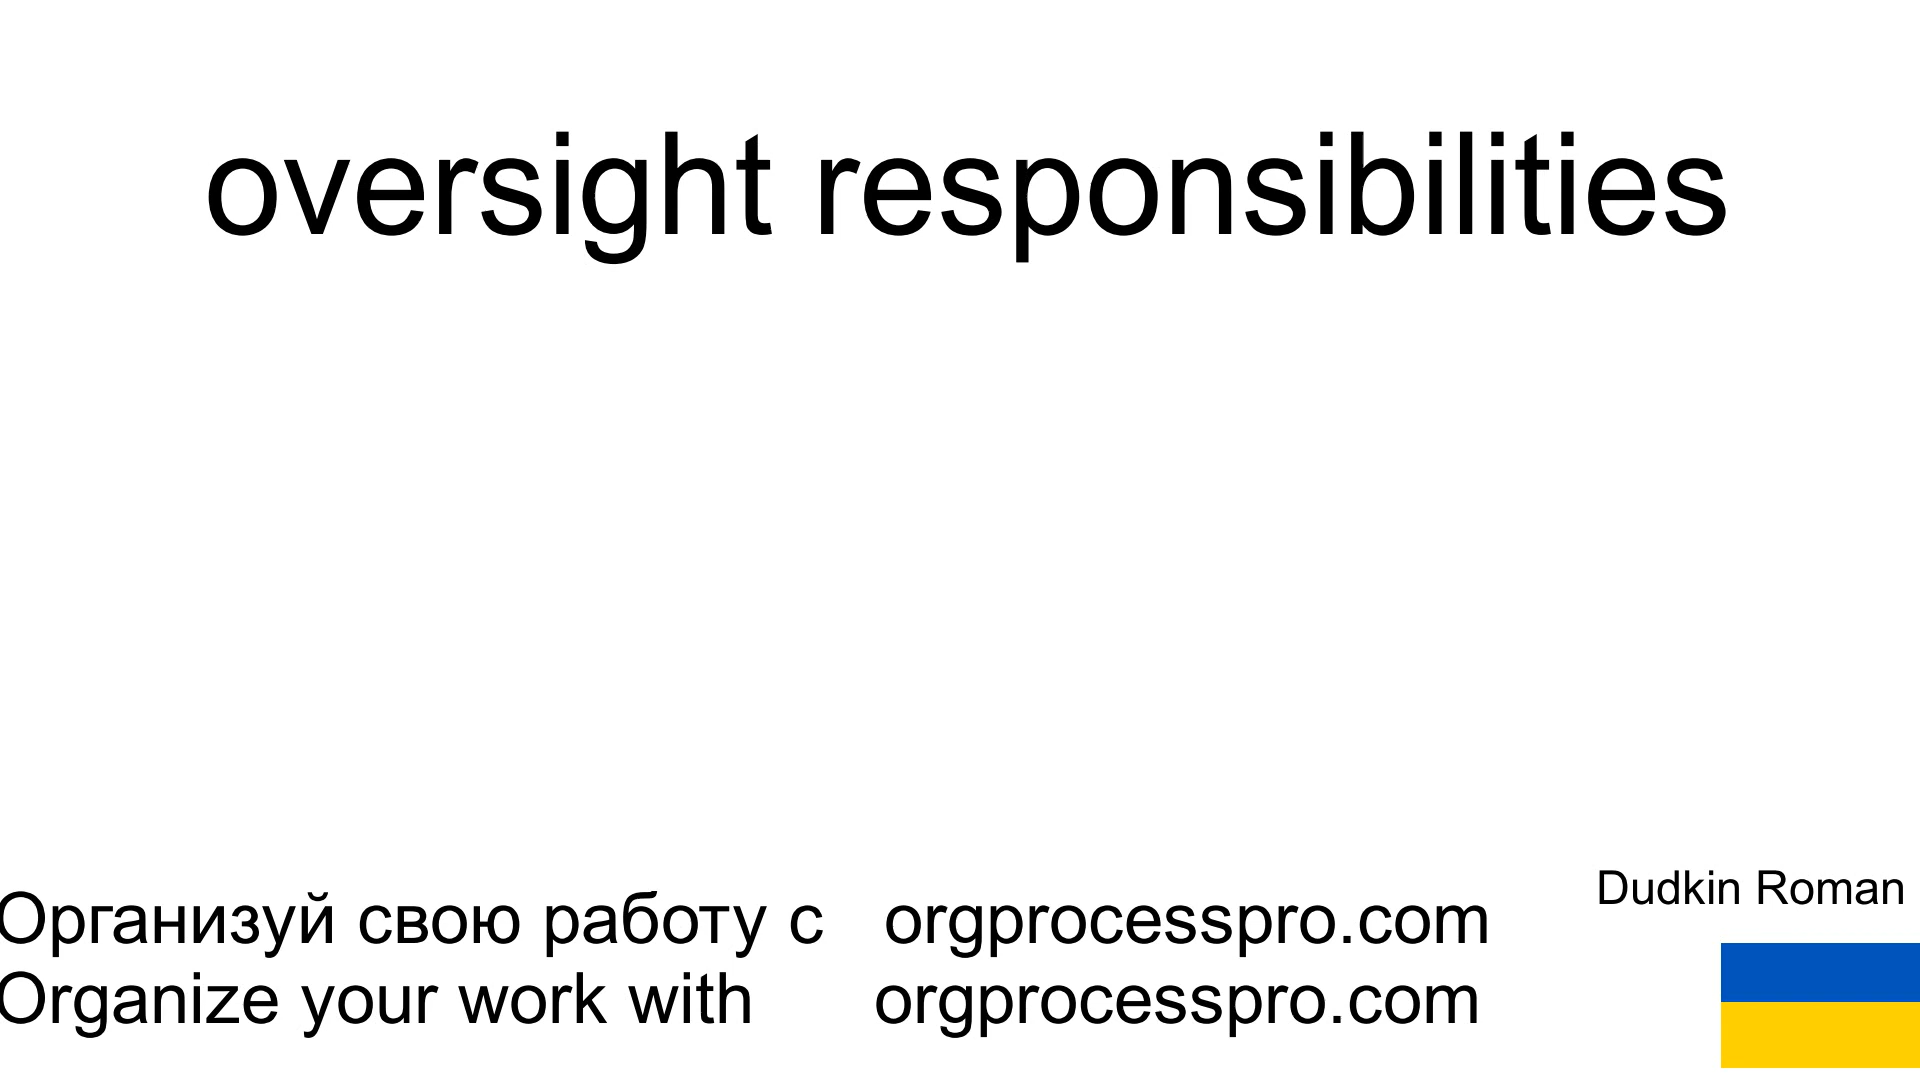 oversight responsibilities
Dudkin Roman
Организуй свою работу с orgprocesspro.com
Organize your work with orgprocesspro.com